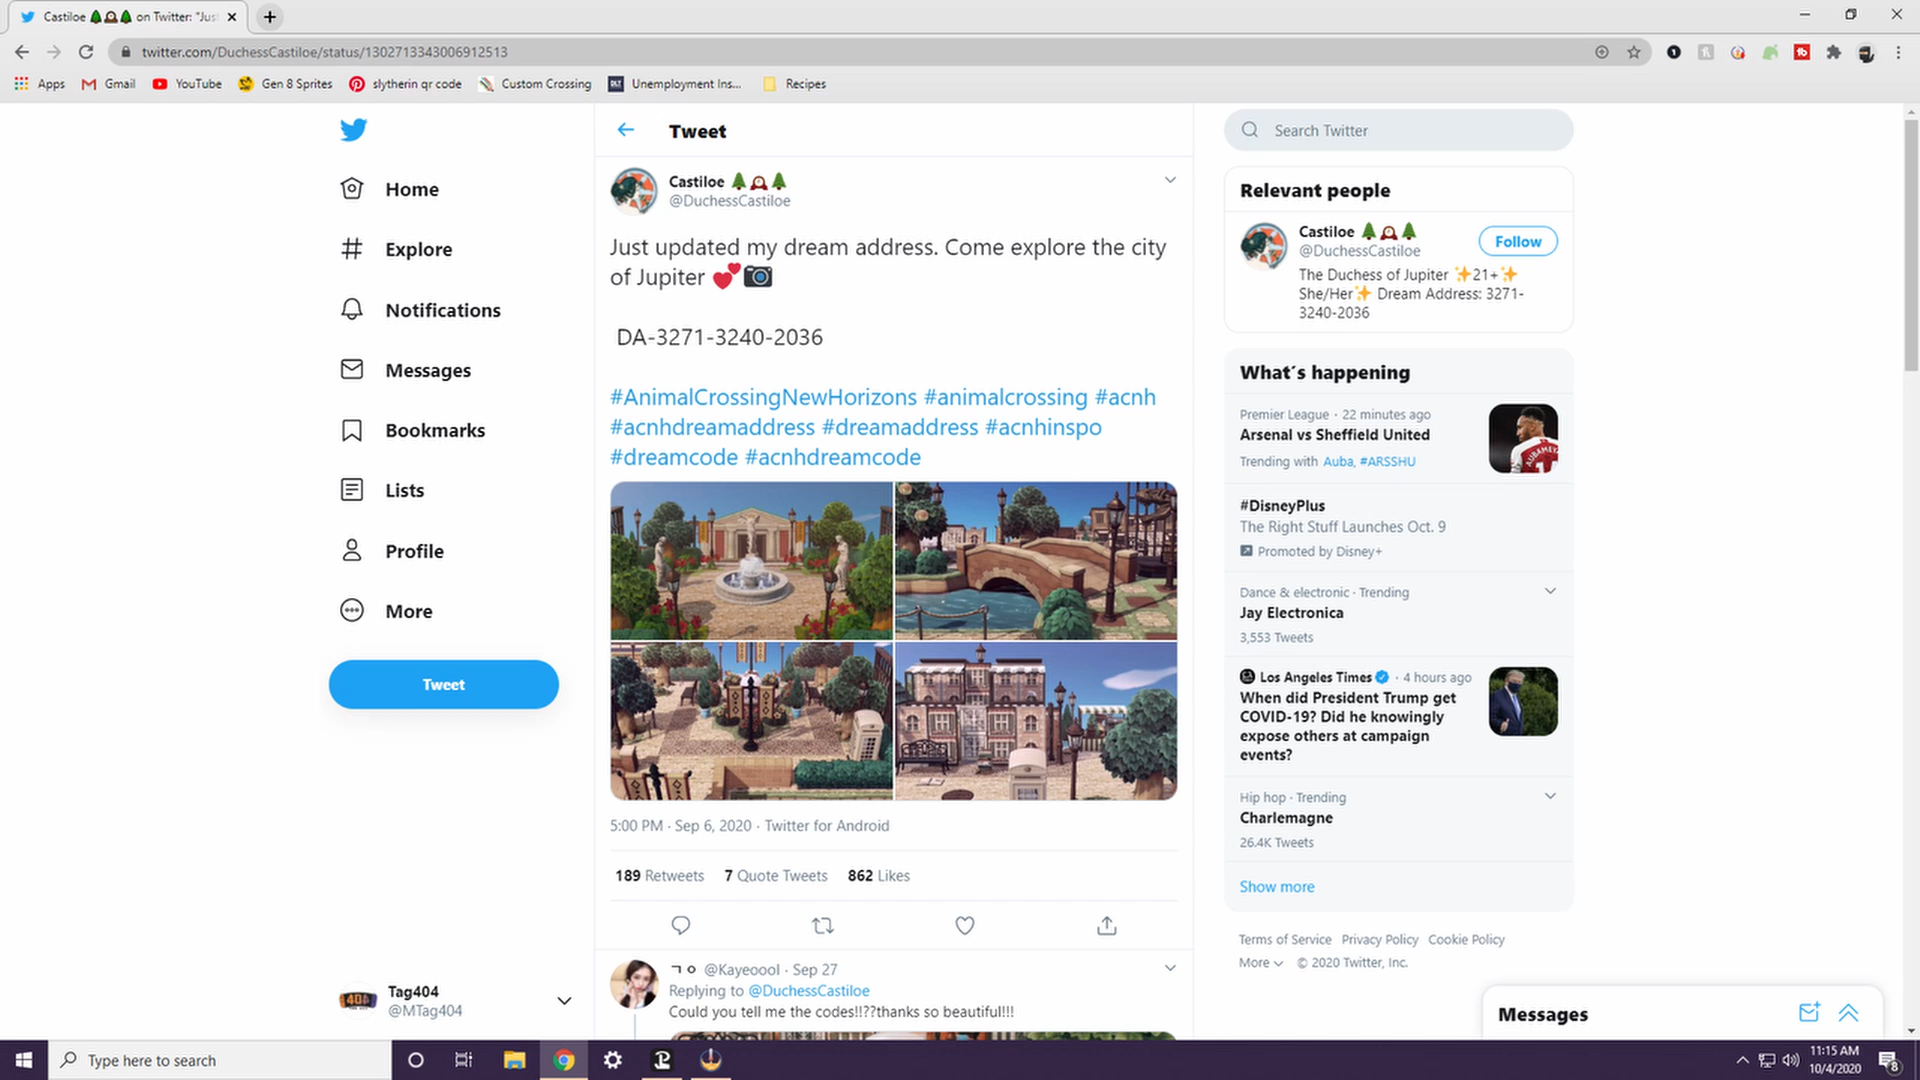 Castiloe 🌲🕰🌲 on Twitter: "Jus
twitter.com/DuchessCastiloe/status/1302713343006912513
Apps
Gmail
YouTube
Gen 8 Sprites
slytherin qr code
Custom Crossing
Unemployment Ins...
Recipes
Home
Explore
Notifications
Messages
Bookmarks
Lists
Profile
More
Tweet
Tag404
@MTag404
Tweet
Castiloe 🌲🕰🌲
@DuchessCastiloe
Just updated my dream address. Come explore the city
of Jupiter 💕📷
DA-3271-3240-2036
#AnimalCrossingNewHorizons #animalcrossing #acnh
#acnhdreamaddress #dreamaddress #acnhinspo
#dreamcode #acnhdreamcode
5:00 PM · Sep 6, 2020 · Twitter for Android
189 Retweets 7 Quote Tweets 862 Likes
ㄱㅇ @Kayeoool · Sep 27
Replying to @DuchessCastiloe
Could you tell me the codes!!??thanks so beautiful!!!
Search Twitter
Relevant people
Castiloe 🌲🕰🌲
@DuchessCastiloe
Follow
The Duchess of Jupiter ✨21+✨
She/Her✨ Dream Address: 3271-
3240-2036
What's happening
Premier League · 22 minutes ago
Arsenal vs Sheffield United
Trending with Auba, #ARSSHU
#DisneyPlus
The Right Stuff Launches Oct. 9
Promoted by Disney+
Dance & electronic · Trending
Jay Electronica
3,553 Tweets
Los Angeles Times · 4 hours ago
When did President Trump get
COVID-19? Did he knowingly
expose others at campaign
events?
Hip hop · Trending
Charlemagne
26.4K Tweets
Show more
Terms of Service Privacy Policy Cookie Policy
More © 2020 Twitter, Inc.
Messages
Type here to search
11:15 AM
10/4/2020
8